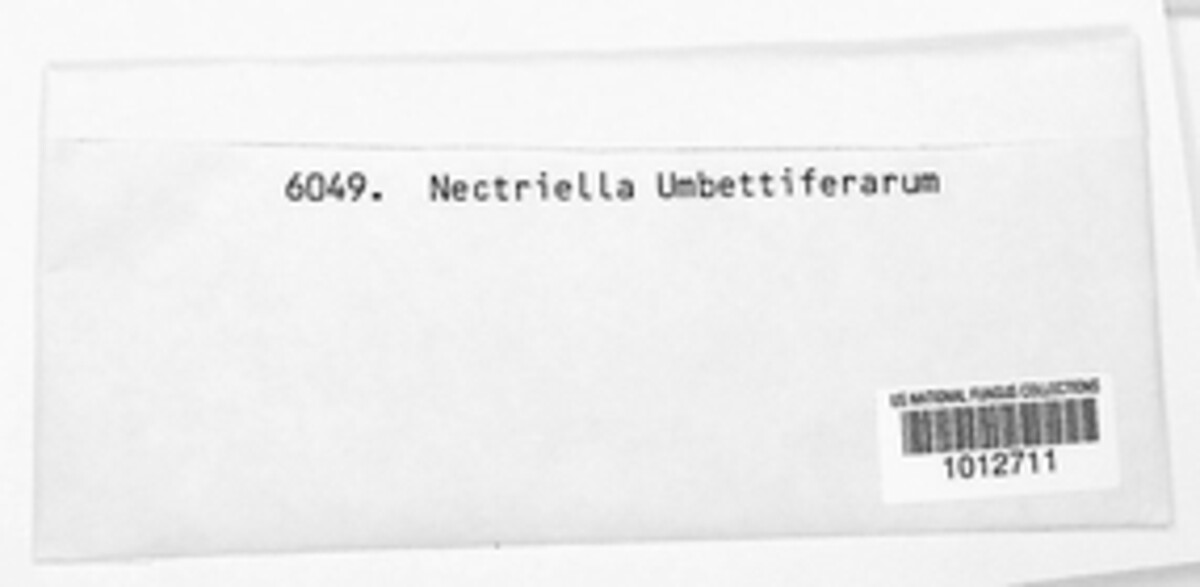 6049. Nectriella Umbettiferarum
US NATIONAL FUNGUS COLLECTIONS
1012711